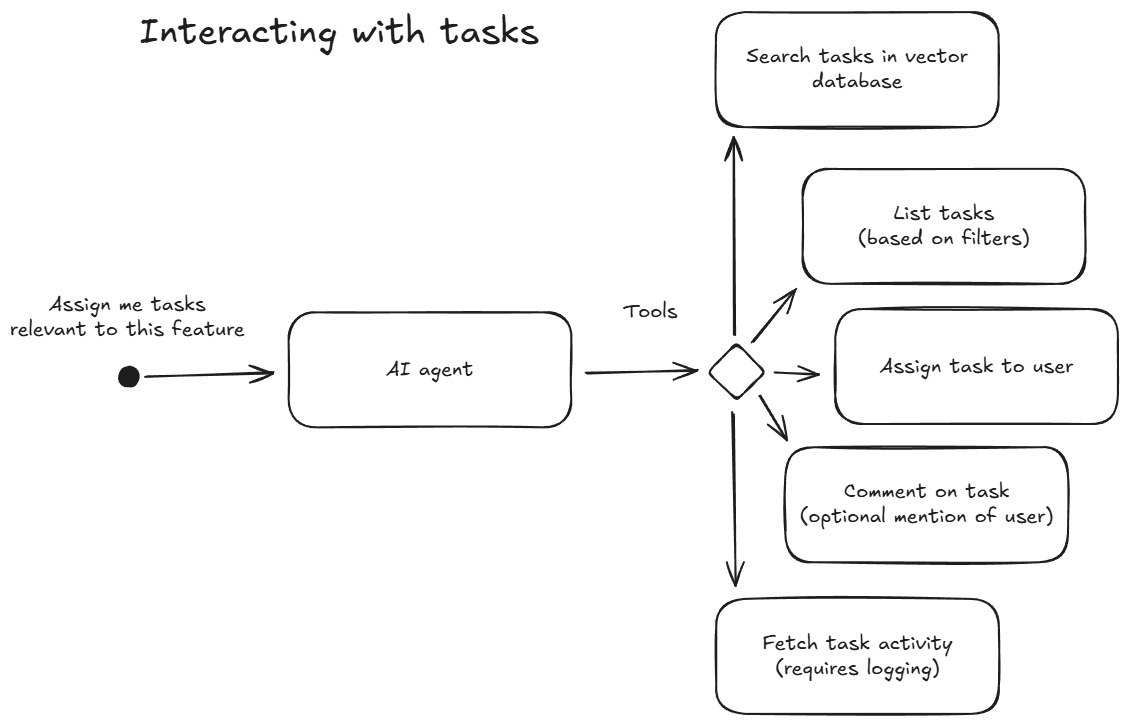 Interacting with tasks
Search tasks in vector
database
List tasks
(based on filters)
Assign me tasks
relevant to this feature
AI agent
Tools
Assign task to user
Comment on task
(optional mention of user)
Fetch task activity
(requires logging)